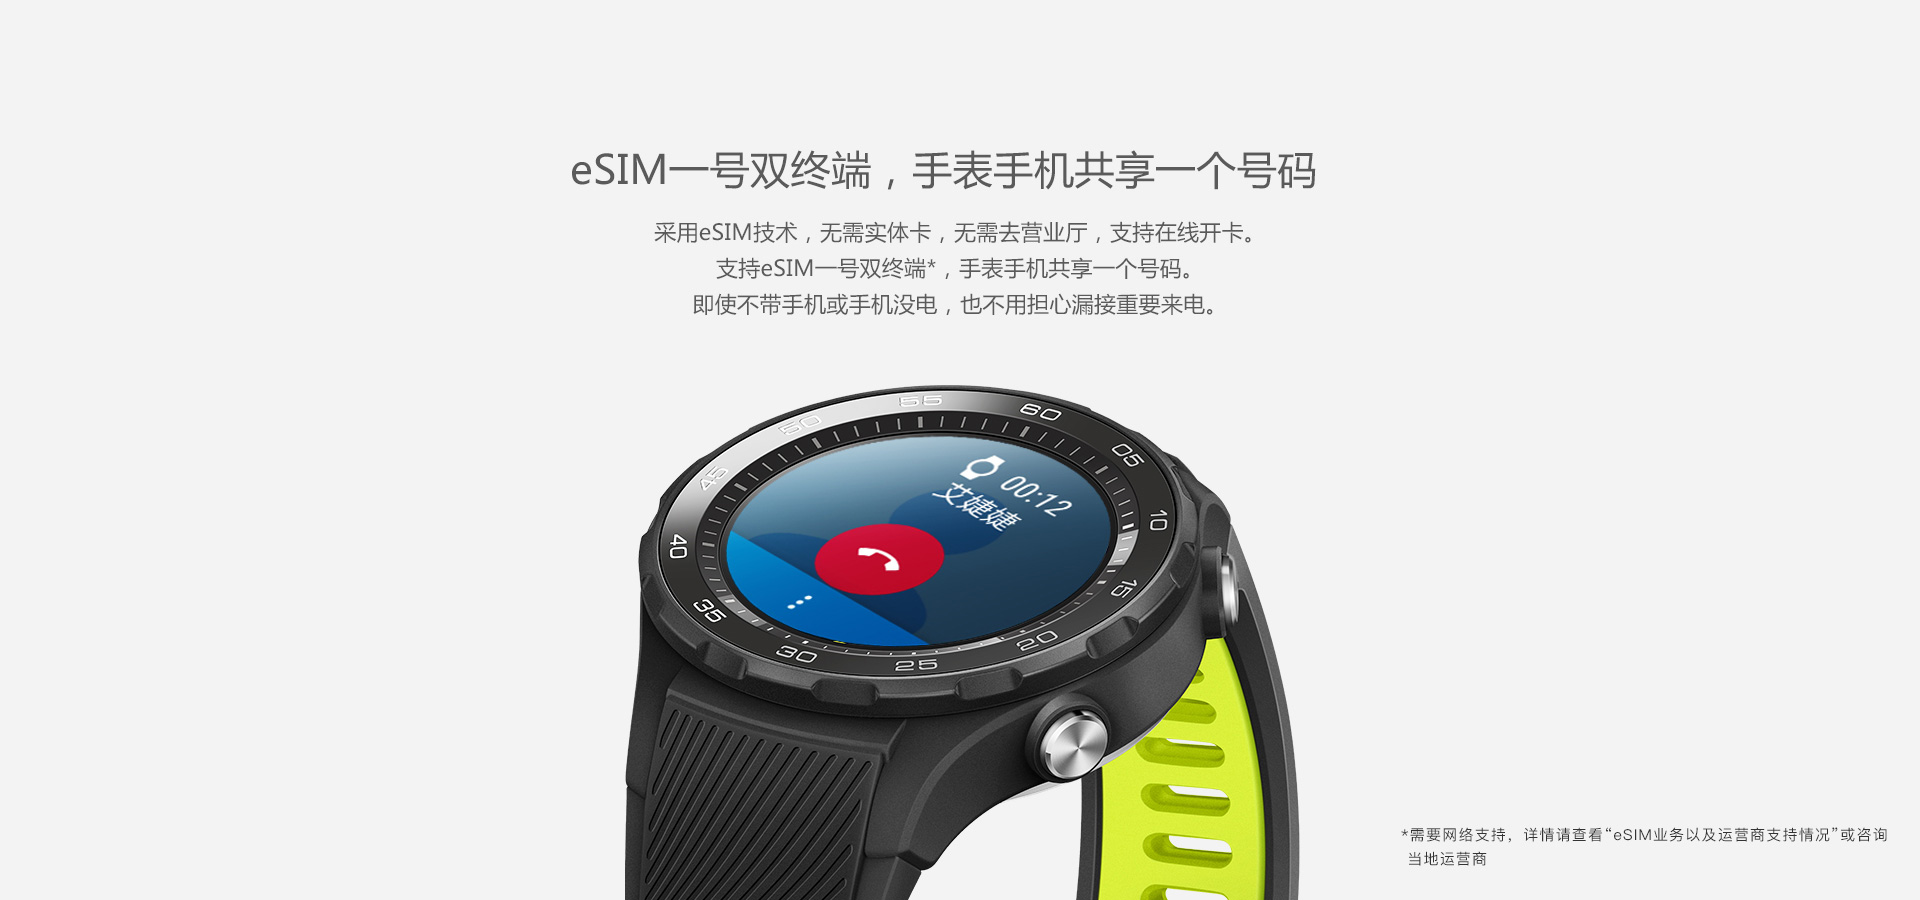 eSIM一号双终端，手表手机共享一个号码
采用eSIM技术，无需实体卡，无需去营业厅，支持在线开卡。
支持eSIM一号双终端*，手表手机共享一个号码。
即使不带手机或手机没电，也不用担心漏接重要来电。
55
60
50
05
45
00:12
艾婕婕
10
40
15
35
20
30
25
*需要网络支持，详情请查看“eSIM业务以及运营商支持情况”或咨询
当地运营商